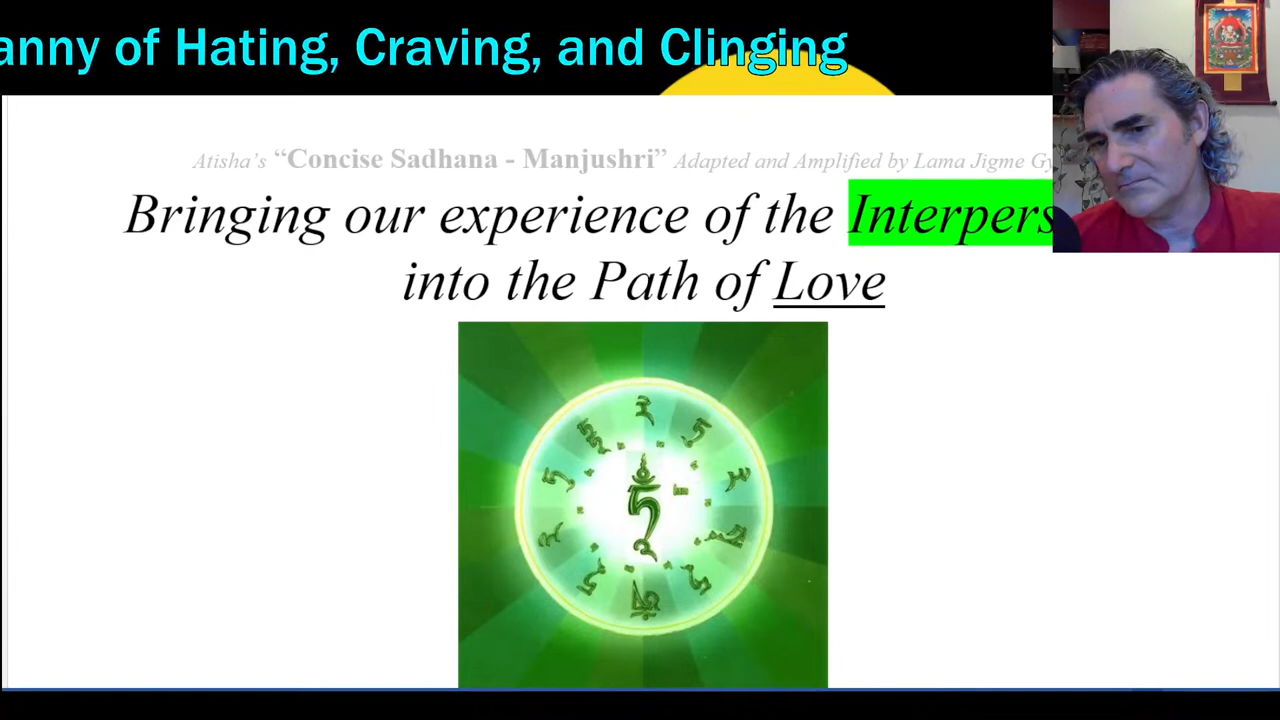 anny of Hating, Craving, and Clinging
Atisha's “Concise Sadhana - Manjushri” Adapted and Amplified by Lama Jigme Gy
Bringing our experience of the Interpers
into the Path of Love